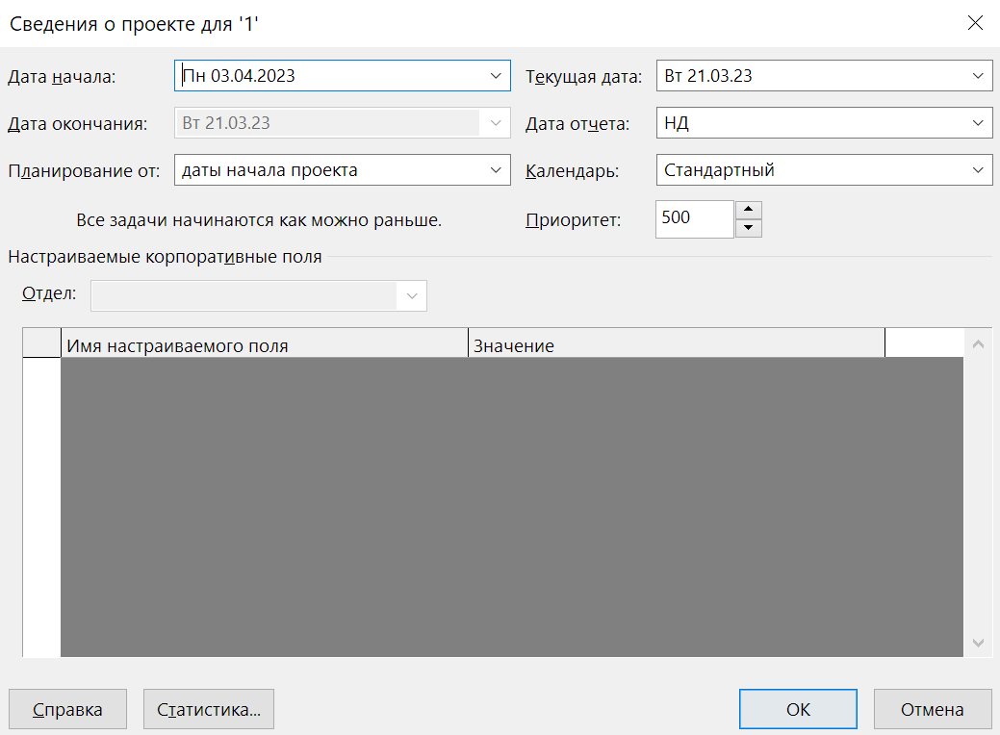 Сведения о проекте для '1'
Дата начала: Пн 03.04.2023 Текущая дата: Вт 21.03.23
Дата окончания: Вт 21.03.23 Дата отчета: НД
Планирование от: даты начала проекта Календарь: Стандартный
Все задачи начинаются как можно раньше. Приоритет: 500
Настраиваемые корпоративные поля
Отдел:
Имя настраиваемого поля Значение
Справка Статистика... ОК Отмена